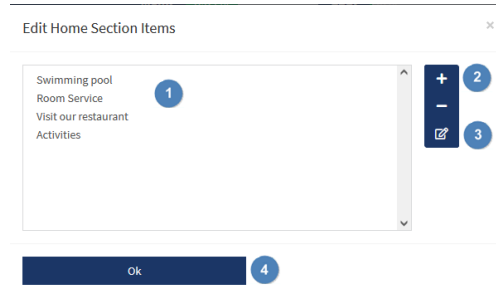 Edit Home Section Items
×
Swimming pool
Room Service
Visit our restaurant
Activities
1
+
2
−
3
Ok
4